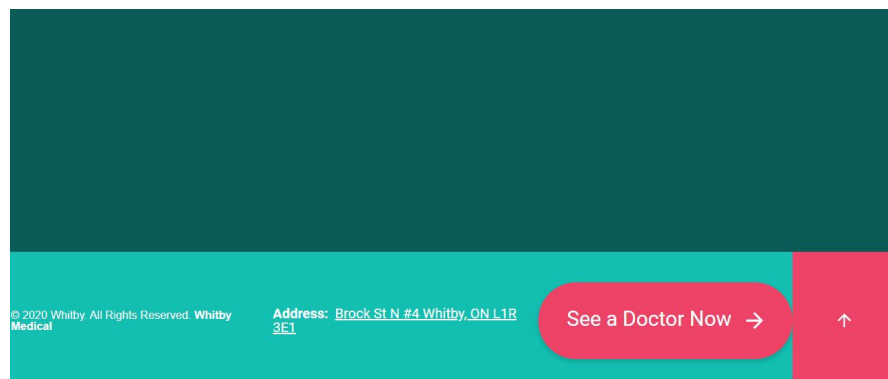 © 2020 Whitby. All Rights Reserved. Whitby
Medical
Address: Brock St N #4 Whitby, ON L1R
3E1
See a Doctor Now →
↑